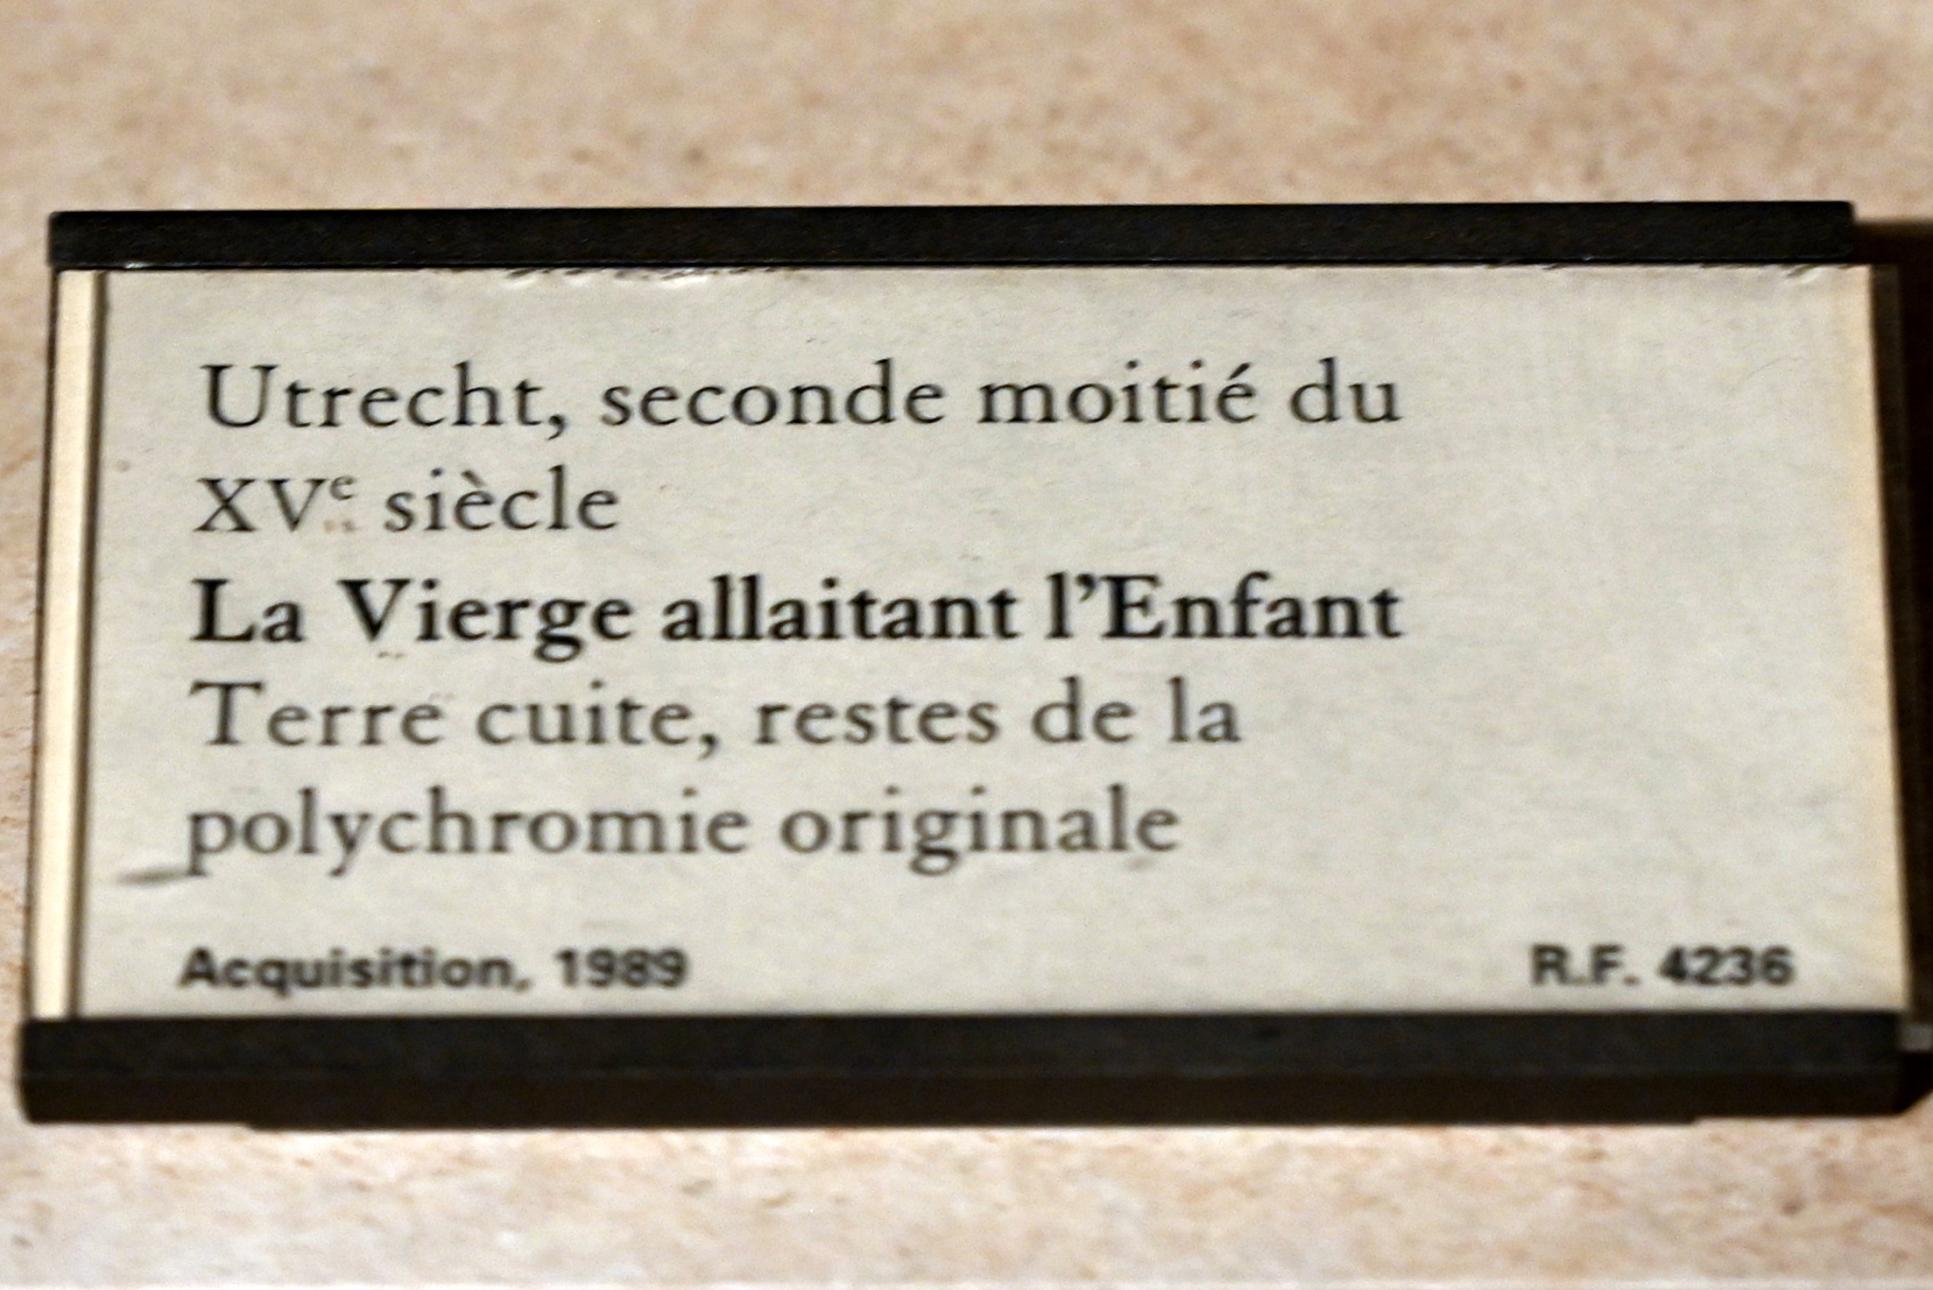 Utrecht, seconde moitié du
XVᵉ siècle
La Vierge allaitant l’Enfant
Terre cuite, restes de la
polychromie originale
Acquisition, 1989 R.F. 4236